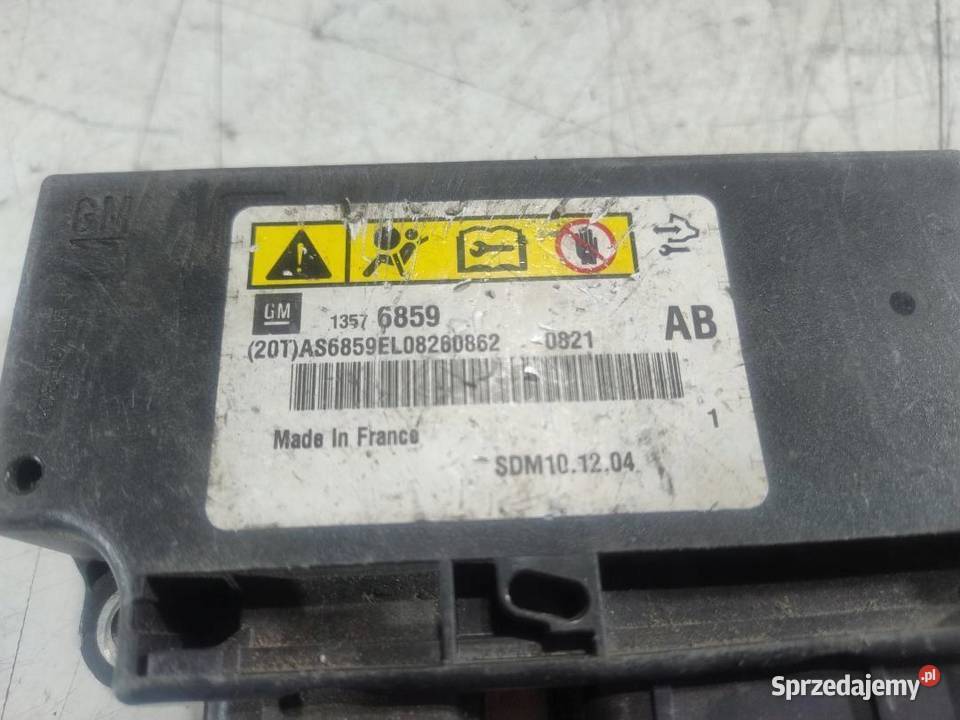 GM
GM 1357 6859 AB
(20T)AS6859EL08260862 0821
1
Made In France
SDM10.12.04
Sprzedajemy.pl